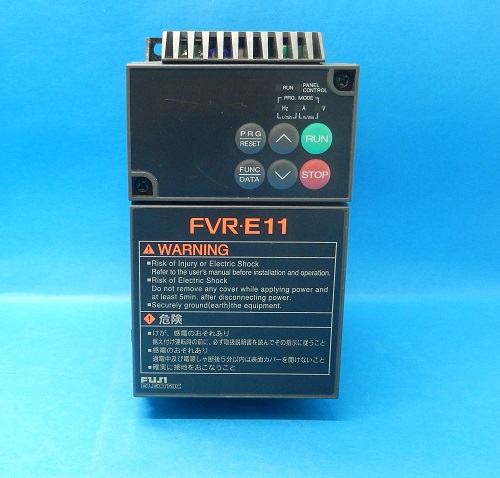 RUN PANEL CONTROL
PRG. MODE
Hz A V
PRG RESET
RUN
FUNC DATA
STOP
FVR·E11
WARNING
■Risk of Injury or Electric Shock
Refer to the user's manual before installation and operation.
■Risk of Electric Shock
Do not remove any cover while applying power and
at least 5min. after disconnecting power.
■Securely ground(earth)the equipment.
危険
■けが、感電のおそれあり
据え付け運転時の前に、必ず取扱説明書を読んでその指示に従うこと
■感電のおそれあり
通電中及び電源しゃ断後5分以内は表面カバーを開けないこと
■確実に接地をおこなうこと
FUJI
ELECTRIC